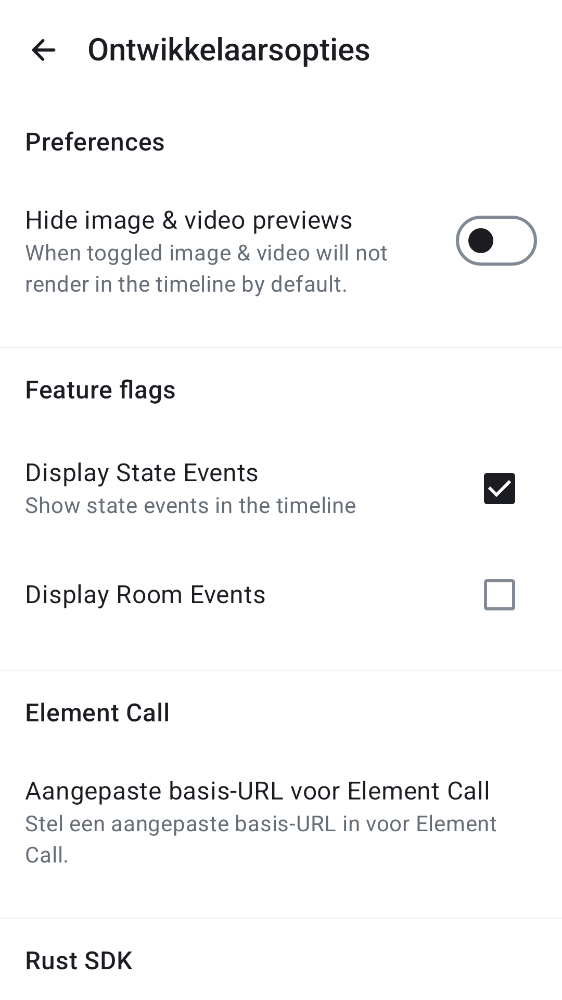 Ontwikkelaarsopties
Preferences
Hide image & video previews
When toggled image & video will not
render in the timeline by default.
Feature flags
Display State Events
Show state events in the timeline
Display Room Events
Element Call
Aangepaste basis-URL voor Element Call
Stel een aangepaste basis-URL in voor Element
Call.
Rust SDK